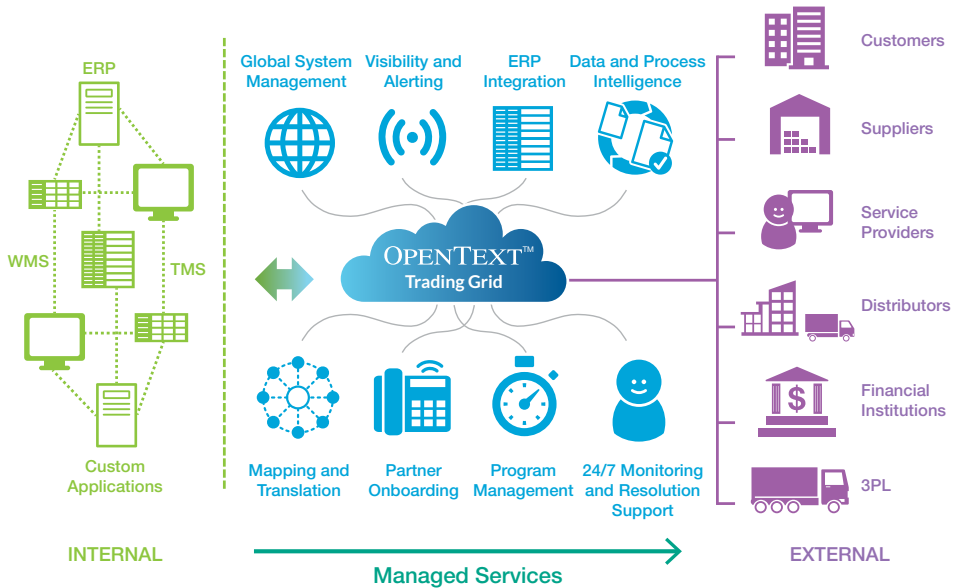 ERP
WMS
TMS
Custom
Applications
INTERNAL
Global System
Management
Visibility and
Alerting
ERP
Integration
Data and Process
Intelligence
OPENTEXT™
Trading Grid
Mapping and
Translation
Partner
Onboarding
Program
Management
24/7 Monitoring
and Resolution
Support
Managed Services
Customers
Suppliers
Service
Providers
Distributors
$
Financial
Institutions
3PL
EXTERNAL